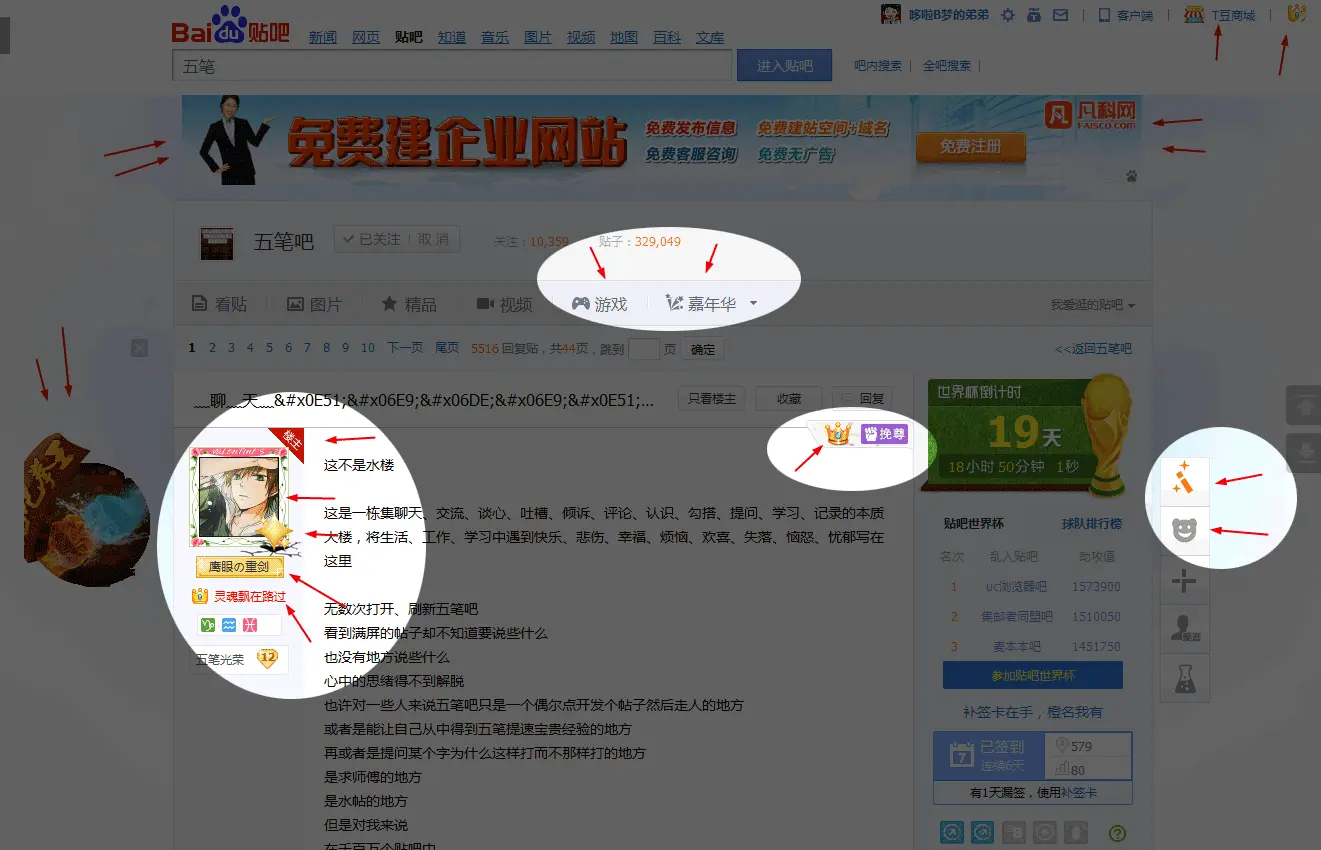 哆啦B梦的弟弟 客户端 T豆商城
Bai du 贴吧 新闻 网页 贴吧 知道 音乐 图片 视频 地图 百科 文库
五笔 进入贴吧 吧内搜索 全吧搜索
免费建企业网站 免费发布信息 免费建站空间+域名
免费客服咨询 免费无广告 免费注册
凡 凡科网
FAISCO.com
五笔吧 已关注 取消 关注：10,359 贴子：329,049
看贴 图片 精品 视频 游戏 嘉年华 我爱逛的贴吧
1 2 3 4 5 6 7 8 9 10 下一页 尾页 5516回复贴，共44页，跳到 页 确定 <<返回五笔吧
﹏聊﹏天﹏&#x0E51;&#x06E9;&#x06DE;&#x06E9;&#x0E51;... 只看楼主 收藏 回复
楼主
挽尊
鹰眼の重剑
灵魂飘在路过
五笔光荣 12
这不是水楼
这是一栋集聊天、交流、谈心、吐槽、倾诉、评论、认识、勾搭、提问、学习、记录的本质
大楼，将生活、工作、学习中遇到快乐、悲伤、幸福、烦恼、欢喜、失落、恼怒、忧郁写在
这里
无数次打开、刷新五笔吧
看到满屏的帖子却不知道要说些什么
也没有地方说些什么
心中的思绪得不到解脱
也许对一些人来说五笔吧只是一个偶尔点开发个帖子然后走人的地方
或者是能让自己从中得到五笔提速宝贵经验的地方
再或者是提问某个字为什么这样打而不那样打的地方
是求师傅的地方
是水帖的地方
但是对我来说
在千百万个贴吧中
世界杯倒计时
19天
18小时50分钟 1秒
贴吧世界杯 球队排行榜
名次 乱入贴吧 助攻值
1 uc浏览器吧 1573900
2 集邮者同盟吧 1510050
3 麦本本吧 1451750
参加贴吧世界杯
补签卡在手，橙名我有
7 已签到 579
连续6天 80
有1天漏签，使用补签卡